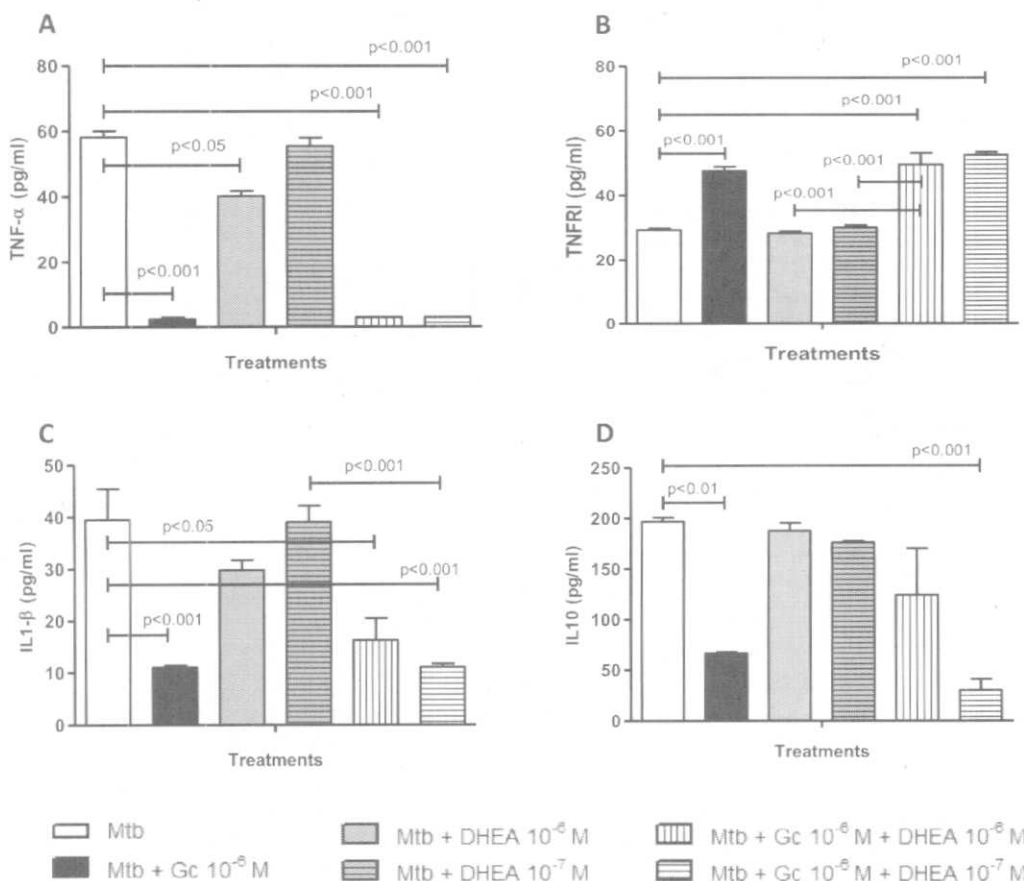 A
p<0.001
p<0.001
p<0.05
p<0.001
80
60
40
20
0
TNF-α (pg/ml)
Treatments
B
p<0.001
p<0.001
p<0.001
p<0.001
p<0.001
80
60
40
20
0
TNFRI (pg/ml)
Treatments
C
p<0.001
p<0.05
p<0.001
p<0.001
50
40
30
20
10
0
IL1-β (pg/ml)
Treatments
D
p<0.001
p<0.01
250
200
150
100
50
0
IL10 (pg/ml)
Treatments
Mtb
Mtb + Gc 10⁻⁶ M
Mtb + DHEA 10⁻⁶ M
Mtb + DHEA 10⁻⁷ M
Mtb + Gc 10⁻⁶ M + DHEA 10⁻⁶ M
Mtb + Gc 10⁻⁶ M + DHEA 10⁻⁷ M